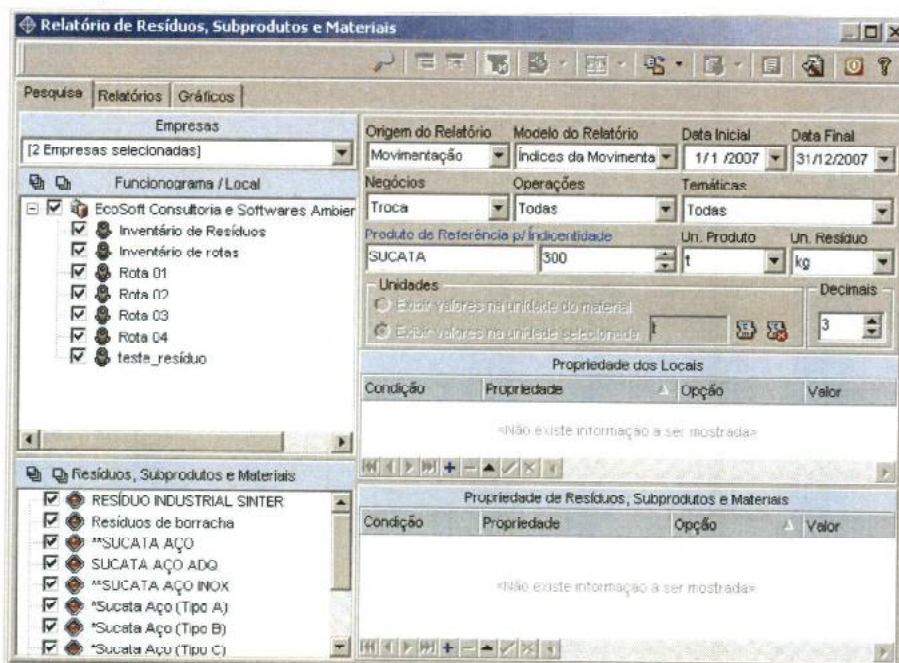 Relatório de Resíduos, Subprodutos e Materiais
Pesquisa Relatórios Gráficos
Empresas
[2 Empresas selecionadas]
Funcionograma / Local
EcoSoft Consultoria e Softwares Ambier
Inventário de Resíduos
Inventário de rotas
Rota 01
Rota 02
Rota 03
Rota 04
teste_resíduo
Resíduos, Subprodutos e Materiais
RESÍDUO INDUSTRIAL SINTER
Resíduos de borracha
**SUCATA AÇO
SUCATA AÇO ADQ
**SUCATA AÇO INOX
*Sucata Aço (Tipo A)
*Sucata Aço (Tipo B)
*Sucata Aço (Tipo C)
Origem do Relatório Modelo do Relatório Data Inicial Data Final
Movimentação Índices da Movimenta 1/1 /2007 31/12/2007
Negócios Operações Temáticas
Troca Todas Todas
Produto de Referência p/ Indicentidade Un. Produto Un. Resíduo
SUCATA 300 t kg
Unidades Decimais
Exibir valores na unidade do material
Exibir valores na unidade selecionada t 3
Propriedade dos Locais
Condição Propriedade Opção Valor
<Não existe informação a ser mostrada>
Propriedade de Resíduos, Subprodutos e Materiais
Condição Propriedade Opção Valor
<Não existe informação a ser mostrada>